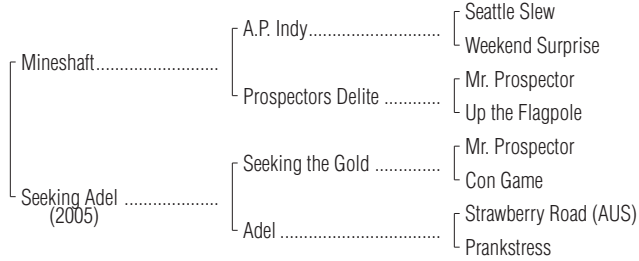 Seattle Slew
A.P. Indy..................................
Weekend Surprise
Mineshaft................................
Mr. Prospector
Prospectors Delite ..............
Up the Flagpole
Mr. Prospector
Seeking the Gold ................
Con Game
Seeking Adel ........................
(2005)
Strawberry Road (AUS)
Adel .........................................
Prankstress